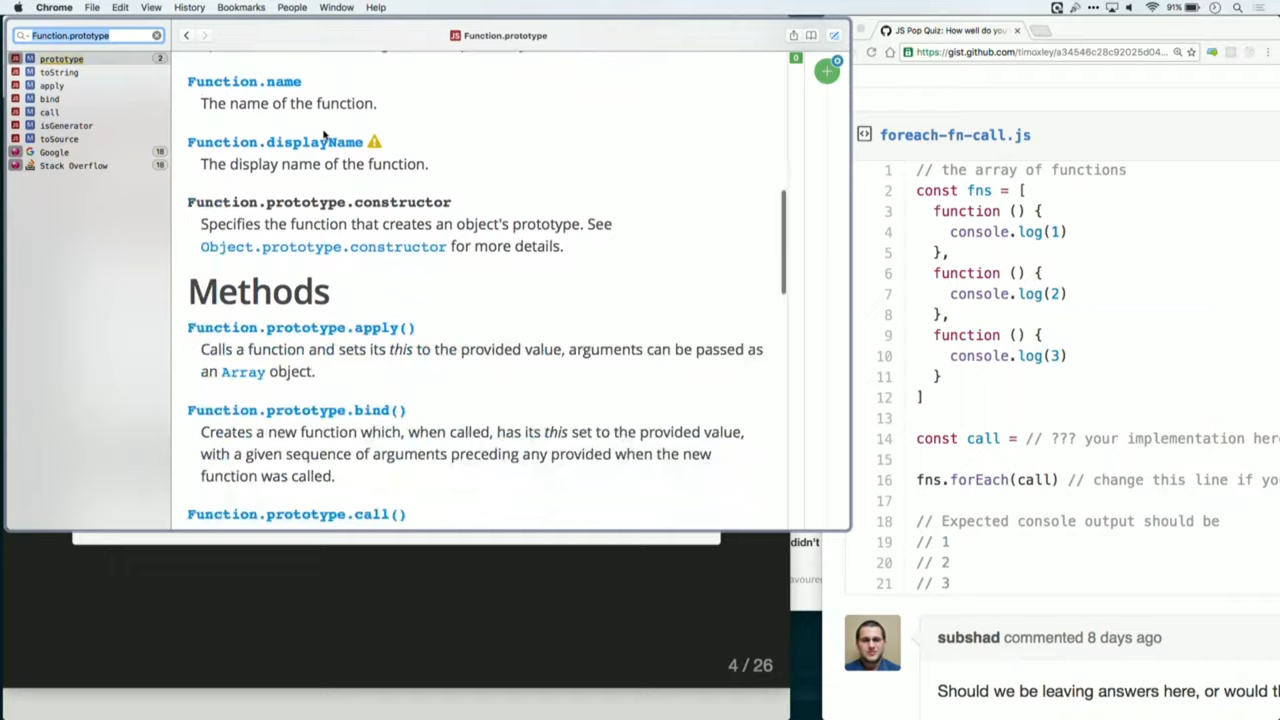 Chrome File Edit View History Bookmarks People Window Help 91%
Function.prototype
Function.prototype
prototype 2
toString
apply
bind
call
isGenerator
toSource
Google 18
Stack Overflow 18
Function.name
The name of the function.
Function.displayName
The display name of the function.
Function.prototype.constructor
Specifies the function that creates an object's prototype. See
Object.prototype.constructor for more details.
Methods
Function.prototype.apply()
Calls a function and sets its this to the provided value, arguments can be passed as
an Array object.
Function.prototype.bind()
Creates a new function which, when called, has its this set to the provided value,
with a given sequence of arguments preceding any provided when the new
function was called.
Function.prototype.call()
0
didn't
4 / 26
JS Pop Quiz: How well do you
https://gist.github.com/timoxley/a34546c28c92025d04...
foreach-fn-call.js
1 // the array of functions
2 const fns = [
3 function () {
4 console.log(1)
5 },
6 function () {
7 console.log(2)
8 },
9 function () {
10 console.log(3)
11 }
12 ]
13
14 const call = // ??? your implementation here
15
16 fns.forEach(call) // change this line if yo
17
18 // Expected console output should be
19 // 1
20 // 2
21 // 3
subshad commented 8 days ago
Should we be leaving answers here, or would th